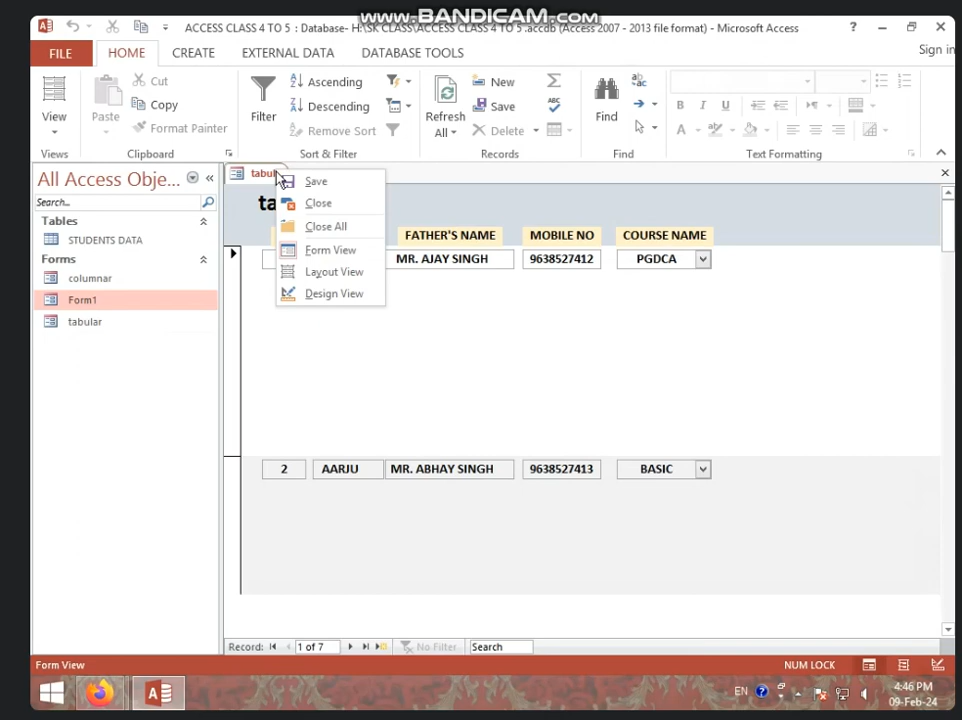 www.BANDICAM.com
ACCESS CLASS 4 TO 5 : Database- H:\SK CLASS\ACCESS CLASS 4 TO 5 .accdb (Access 2007 - 2013 file format) - Microsoft Access
?
FILE HOME CREATE EXTERNAL DATA DATABASE TOOLS Sign in
View
Views
Paste
Cut
Copy
Format Painter
Clipboard
Filter
Ascending
Descending
Remove Sort
Sort & Filter
Refresh All
New
Save
Delete
Records
Find
Find
B I U
A
Text Formatting
All Access Obje...
Search...
Tables
STUDENTS DATA
Forms
columnar
Form1
tabular
Save
Close
Close All
Form View
Layout View
Design View
FATHER'S NAME MOBILE NO COURSE NAME
MR. AJAY SINGH 9638527412 PGDCA
2 AARJU MR. ABHAY SINGH 9638527413 BASIC
Record: 1 of 7 No Filter Search
Form View NUM LOCK
EN 4:46 PM
09-Feb-24